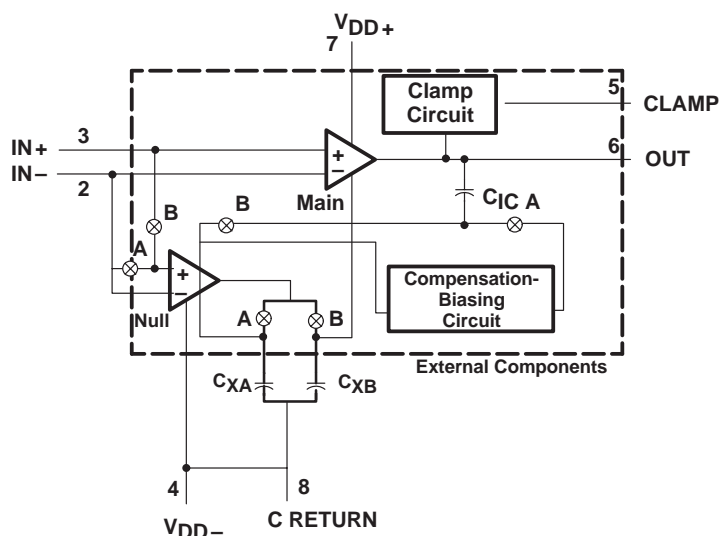 VDD+
7
Clamp
Circuit
5
CLAMP
IN+
3
6
OUT
IN−
2
+
−
Main
CIC
A
B
B
A
+
−
Null
Compensation-
Biasing
Circuit
A
B
CXA
CXB
External Components
4
8
VDD−
C RETURN